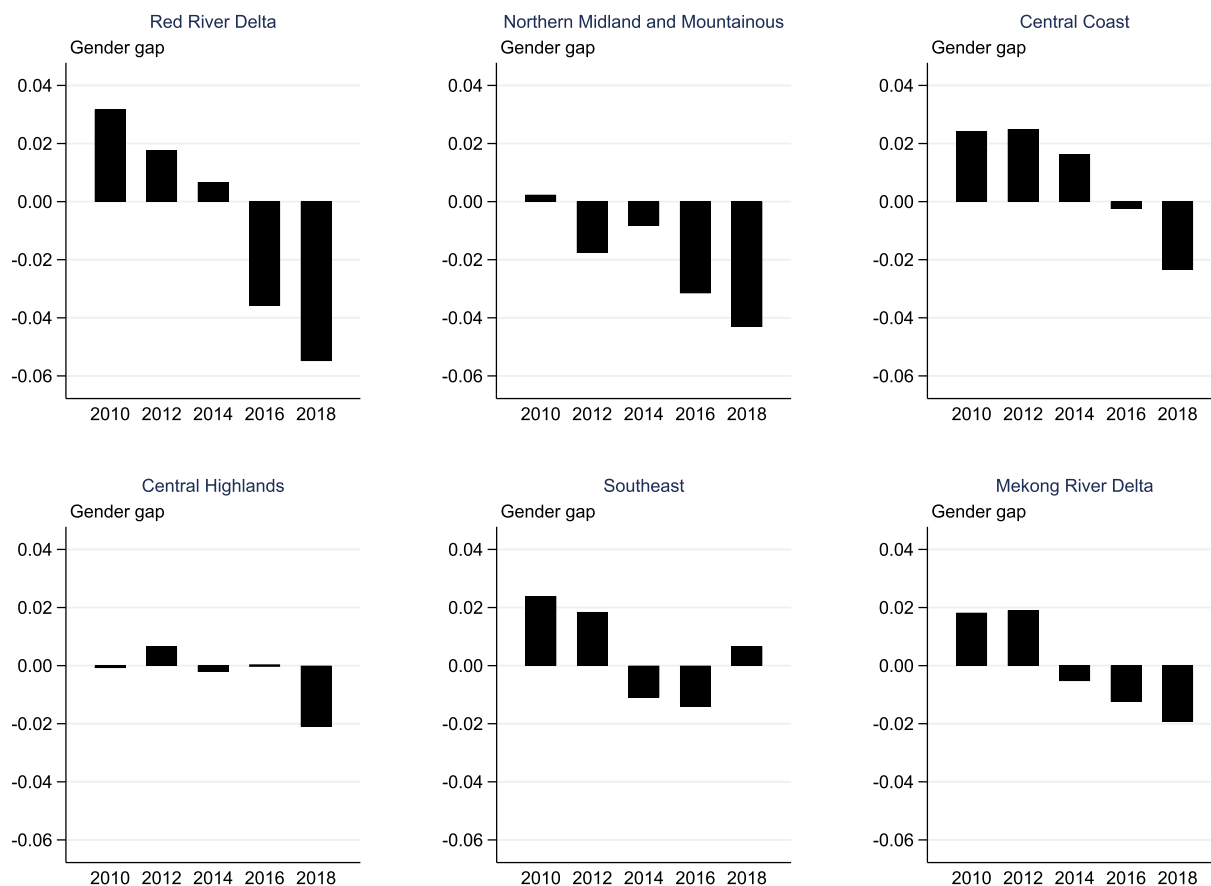 Red River Delta
Gender gap
0.04
0.02
0.00
-0.02
-0.04
-0.06
2010 2012 2014 2016 2018
Northern Midland and Mountainous
Gender gap
0.04
0.02
0.00
-0.02
-0.04
-0.06
2010 2012 2014 2016 2018
Central Coast
Gender gap
0.04
0.02
0.00
-0.02
-0.04
-0.06
2010 2012 2014 2016 2018
Central Highlands
Gender gap
0.04
0.02
0.00
-0.02
-0.04
-0.06
2010 2012 2014 2016 2018
Southeast
Gender gap
0.04
0.02
0.00
-0.02
-0.04
-0.06
2010 2012 2014 2016 2018
Mekong River Delta
Gender gap
0.04
0.02
0.00
-0.02
-0.04
-0.06
2010 2012 2014 2016 2018